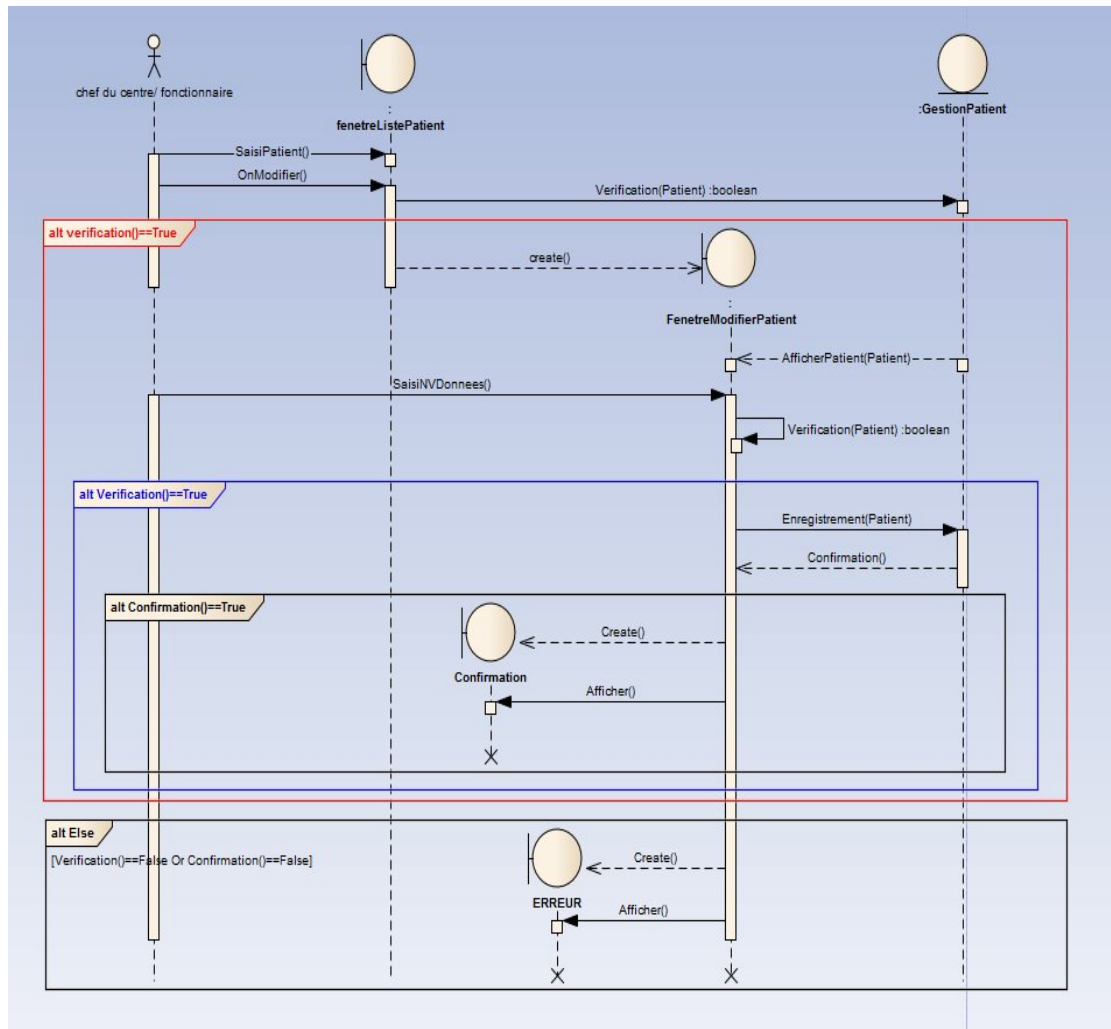 chef du centre/ fonctionnaire
:
fenetreListePatient
:GestionPatient
SaisiPatient()
OnModifier()
Verification(Patient) :boolean
alt verification()==True
create()
:
FenetreModifierPatient
AfficherPatient(Patient)
SaisiNVDonnees()
Verification(Patient) :boolean
alt Verification()==True
Enregistrement(Patient)
Confirmation()
alt Confirmation()==True
Create()
Confirmation
Afficher()
alt Else
[Verification()==False Or Confirmation()==False]
Create()
ERREUR
Afficher()